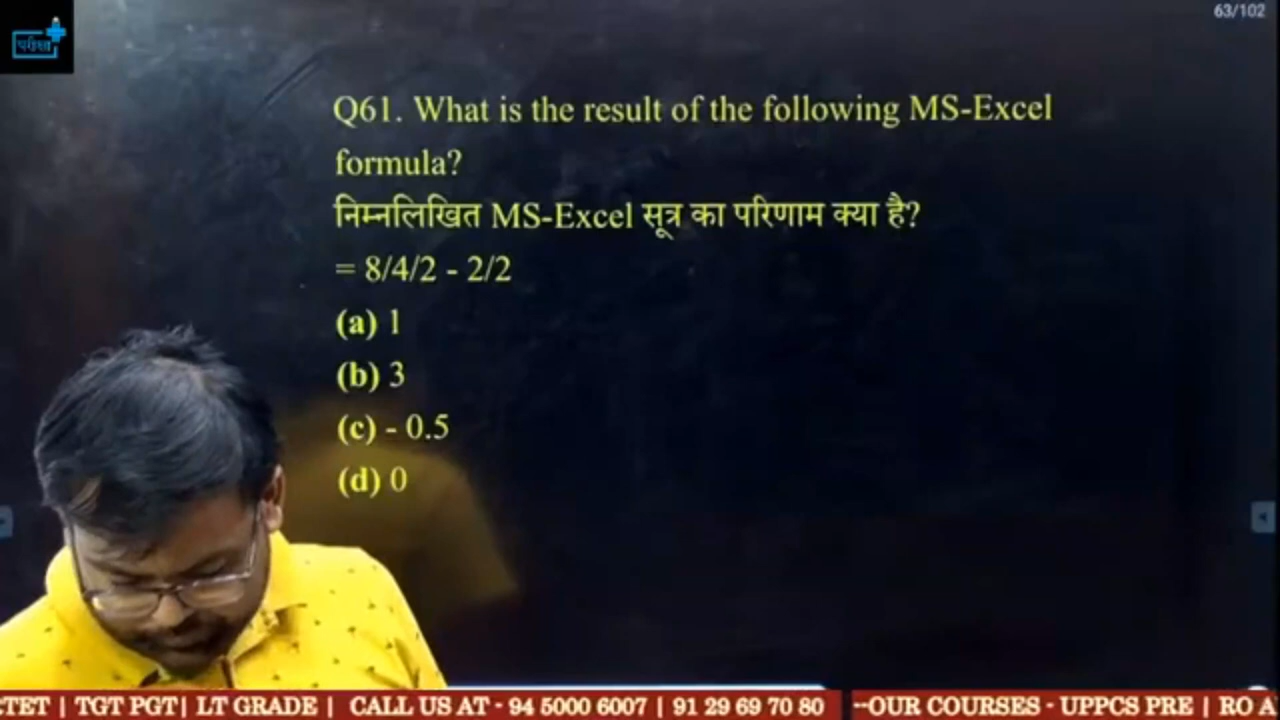 63/102
परीक्षा
Q61. What is the result of the following MS-Excel
formula?
निम्नलिखित MS-Excel सूत्र का परिणाम क्या है?
= 8/4/2 - 2/2
(a) 1
(b) 3
(c) - 0.5
(d) 0
TET | TGT PGT| LT GRADE | CALL US AT - 94 5000 6007 | 91 29 69 70 80 --OUR COURSES - UPPCS PRE | RO A